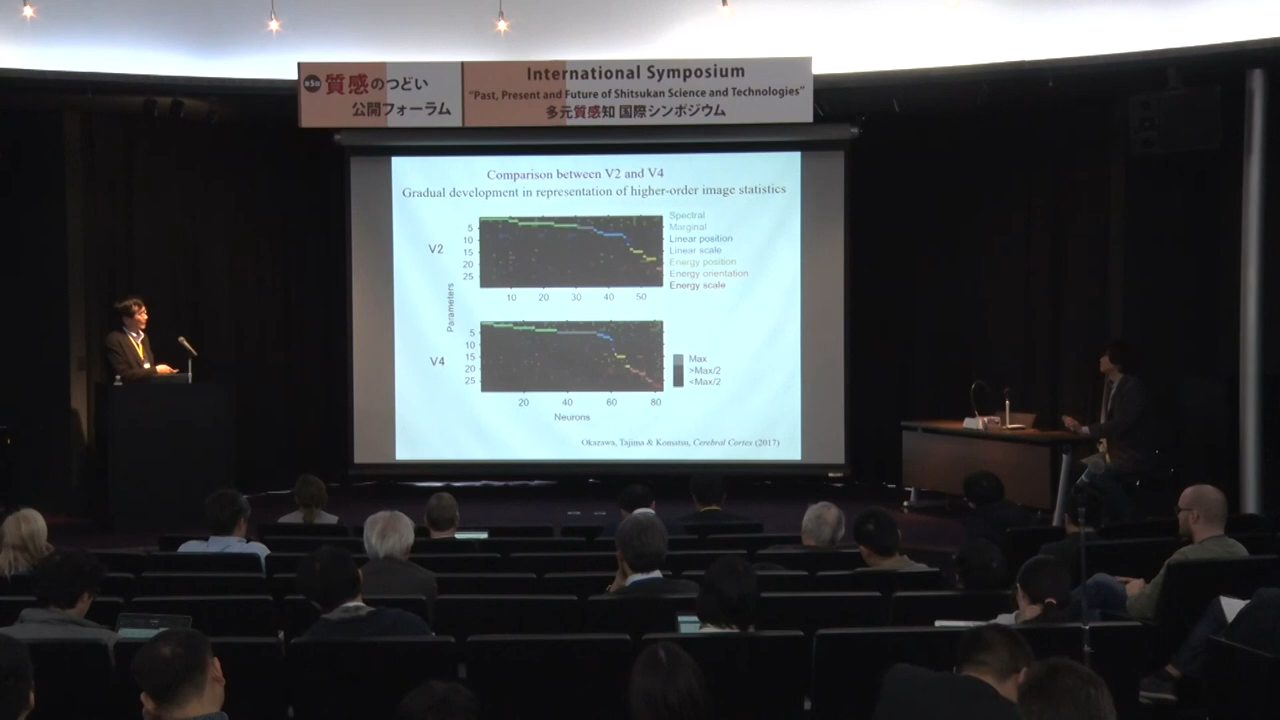 第5回 質感のつどい
公開フォーラム
International Symposium
"Past, Present and Future of Shitsukan Science and Technologies"
多元質感知 国際シンポジウム
Comparison between V2 and V4
Gradual development in representation of higher-order image statistics
V2
5
10
15
20
25
10 20 30 40 50
Spectral
Marginal
Linear position
Linear scale
Energy position
Energy orientation
Energy scale
Parameters
V4
5
10
15
20
25
20 40 60 80
Neurons
Max
>Max/2
<Max/2
Okazawa, Tajima & Komatsu, Cerebral Cortex (2017)